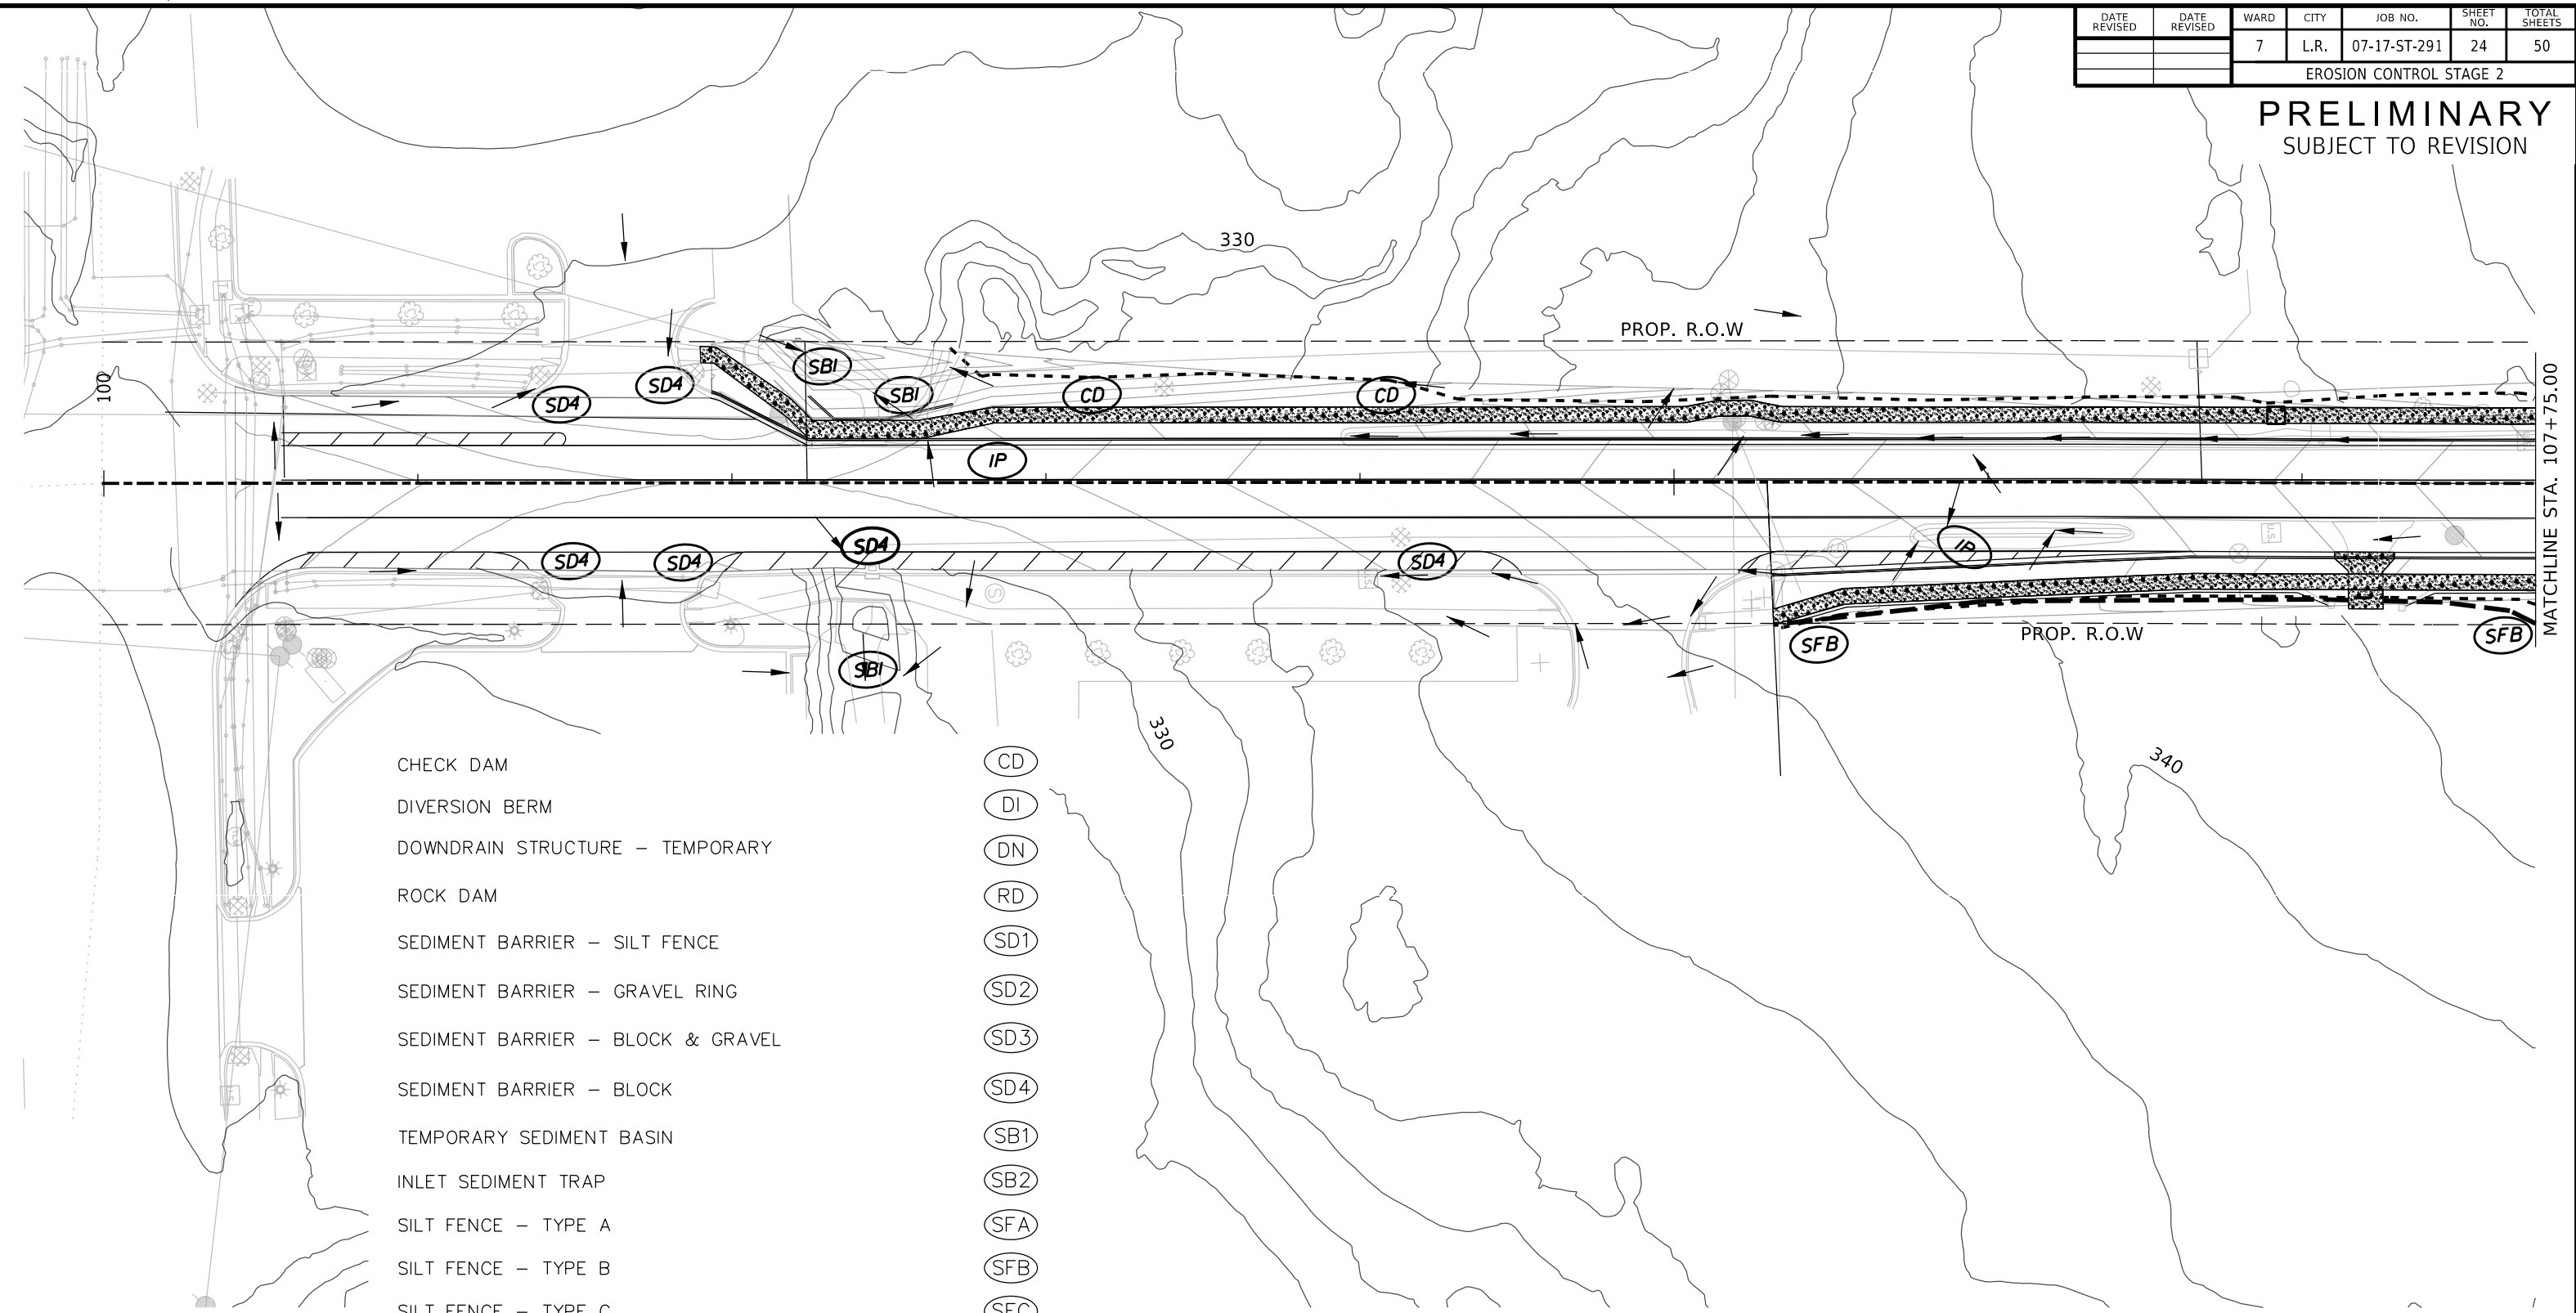 DATE REVISED
DATE REVISED
WARD
CITY
JOB NO.
SHEET NO.
TOTAL SHEETS
7
L.R.
07-17-ST-291
24
50
EROSION CONTROL STAGE 2
PRELIMINARY
SUBJECT TO REVISION
330
PROP. R.O.W
100
SD4
SD4
SBI
SBI
CD
CD
IP
MATCHLINE STA. 107+75.00
SD4
SD4
SD4
SD4
IP
SBI
SFB
PROP. R.O.W
SFB
330
340
CHECK DAM CD
DIVERSION BERM DI
DOWNDRAIN STRUCTURE – TEMPORARY DN
ROCK DAM RD
SEDIMENT BARRIER – SILT FENCE SD1
SEDIMENT BARRIER – GRAVEL RING SD2
SEDIMENT BARRIER – BLOCK & GRAVEL SD3
SEDIMENT BARRIER – BLOCK SD4
TEMPORARY SEDIMENT BASIN SB1
INLET SEDIMENT TRAP SB2
SILT FENCE – TYPE A SFA
SILT FENCE – TYPE B SFB
SILT FENCE – TYPE C SFC